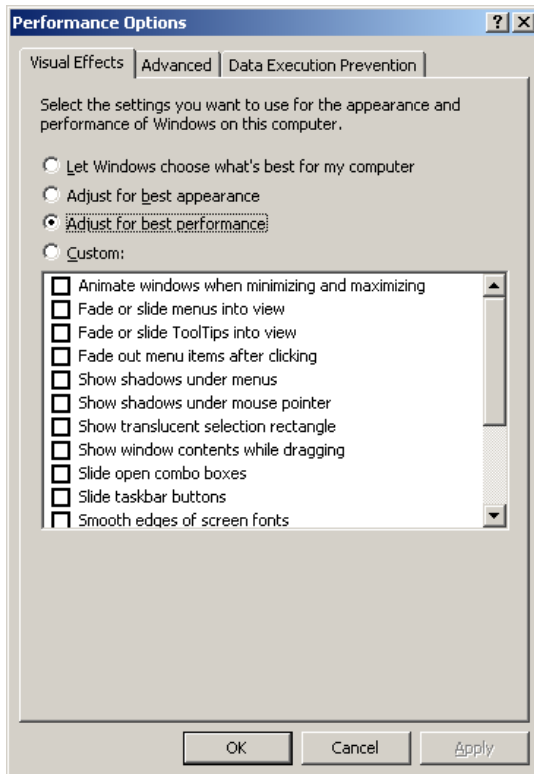 Performance Options
Visual Effects
Advanced
Data Execution Prevention
Select the settings you want to use for the appearance and
performance of Windows on this computer.
Let Windows choose what's best for my computer
Adjust for best appearance
Adjust for best performance
Custom:
Animate windows when minimizing and maximizing
Fade or slide menus into view
Fade or slide ToolTips into view
Fade out menu items after clicking
Show shadows under menus
Show shadows under mouse pointer
Show translucent selection rectangle
Show window contents while dragging
Slide open combo boxes
Slide taskbar buttons
Smooth edges of screen fonts
OK
Cancel
Apply